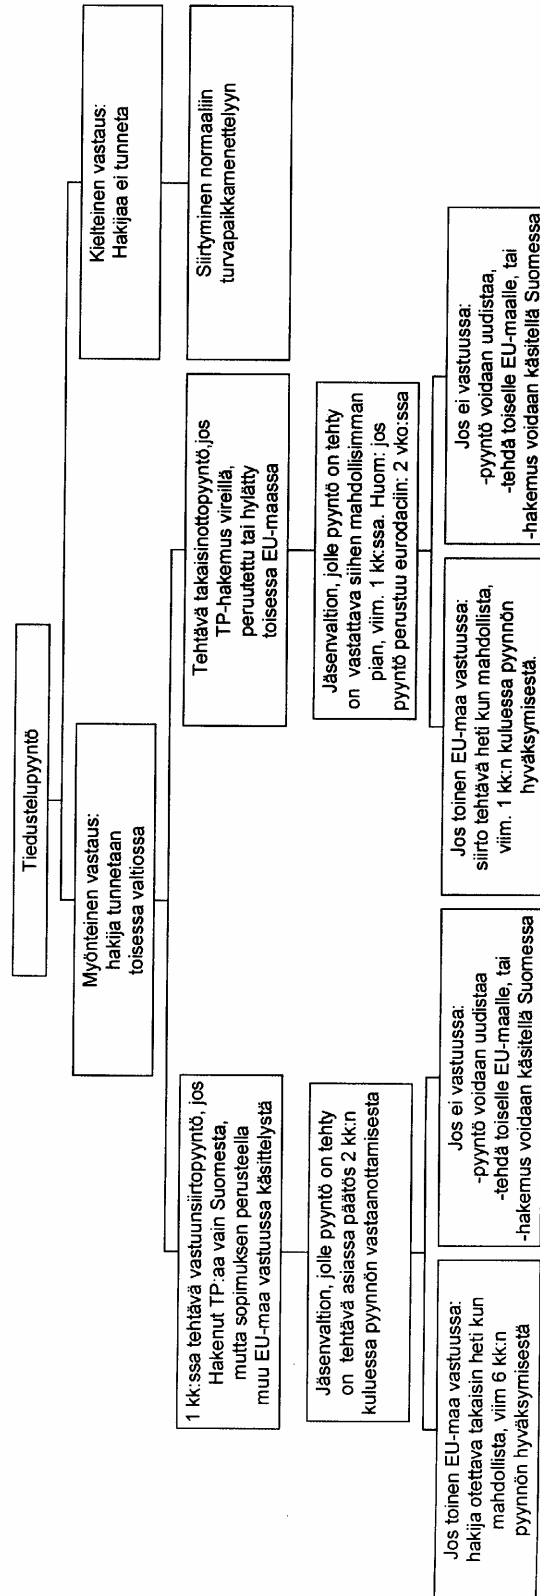 Tiedustelupyyntö
Myönteinen vastaus:
hakija tunnetaan
toisessa valtiossa
Kielteinen vastaus:
Hakijaa ei tunneta
1 kk:ssa tehtävä vastuunsiirtopyyntö, jos
Hakenut TP:aa vain Suomesta,
mutta sopimuksen perusteella
muu EU-maa vastuussa käsittelystä
Tehtävä takaisinottopyyntö,jos
TP-hakemus vireillä,
peruutettu tai hylätty
toisessa EU-maassa
Siirtyminen normaaliin
turvapaikkamenettelyyn
Jäsenvaltion, jolle pyyntö on tehty
on tehtävä asiassa päätös 2 kk:n
kuluessa pyynnön vastaanottamisesta
Jäsenvaltion, jolle pyyntö on tehty
on vastattava siihen mahdollisimman
pian, viim. 1 kk:ssa. Huom: jos
pyyntö perustuu eurodaciin: 2 vko:ssa
Jos toinen EU-maa vastuussa:
hakija otettava takaisin heti kun
mahdollista, viim 6 kk:n
pyynnön hyväksymisestä
Jos ei vastuussa:
-pyyntö voidaan uudistaa
-tehdä toiselle EU-maalle, tai
-hakemus voidaan käsitellä Suomessa
Jos toinen EU-maa vastuussa:
siirto tehtävä heti kun mahdollista,
viim. 1 kk:n kuluessa pyynnön
hyväksymisestä.
Jos ei vastuussa:
-pyyntö voidaan uudistaa,
-tehdä toiselle EU-maalle, tai
-hakemus voidaan käsitellä Suomessa